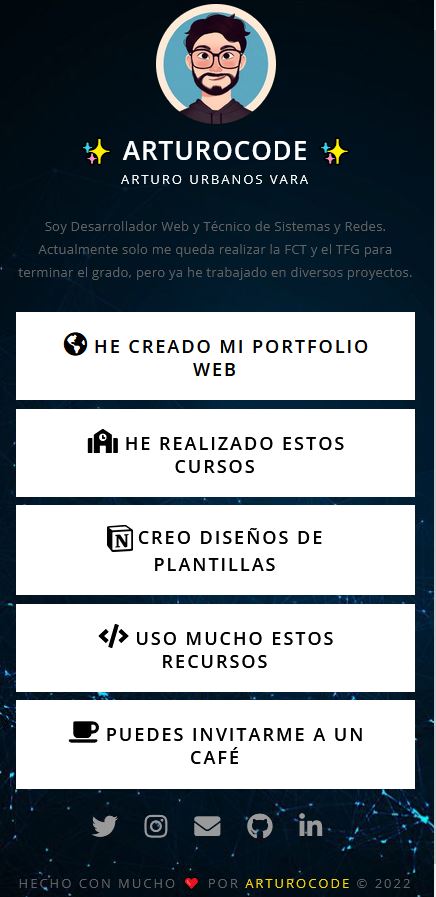 ARTUROCODE
ARTURO URBANOS VARA
Soy Desarrollador Web y Técnico de Sistemas y Redes.
Actualmente solo me queda realizar la FCT y el TFG para
terminar el grado, pero ya he trabajado en diversos proyectos.
HE CREADO MI PORTFOLIO
WEB
HE REALIZADO ESTOS
CURSOS
CREO DISEÑOS DE
PLANTILLAS
USO MUCHO ESTOS
RECURSOS
PUEDES INVITARME A UN
CAFÉ
HECHO CON MUCHO ❤ POR ARTUROCODE © 2022